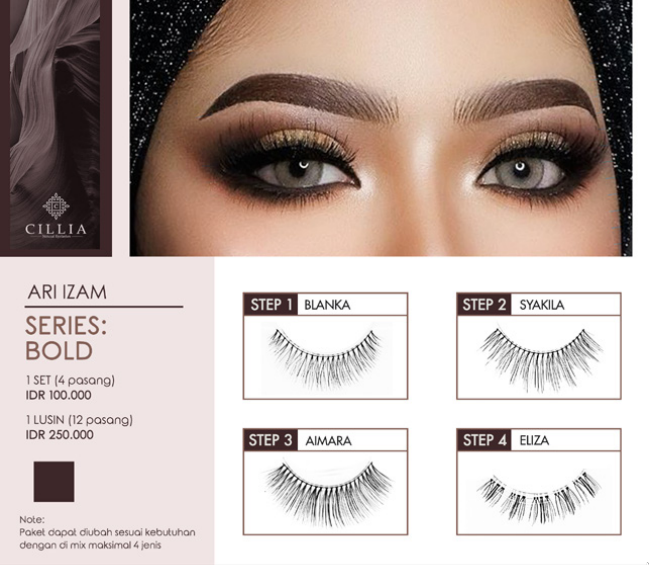 CILLIA
ARI IZAM
SERIES:
BOLD
1 SET (4 pasang)
IDR 100.000
1 LUSIN (12 pasang)
IDR 250.000
Note:
Paket dapat diubah sesuai kebutuhan
dengan di mix maksimal 4 jenis
STEP 1 BLANKA
STEP 2 SYAKILA
STEP 3 AIMARA
STEP 4 ELIZA